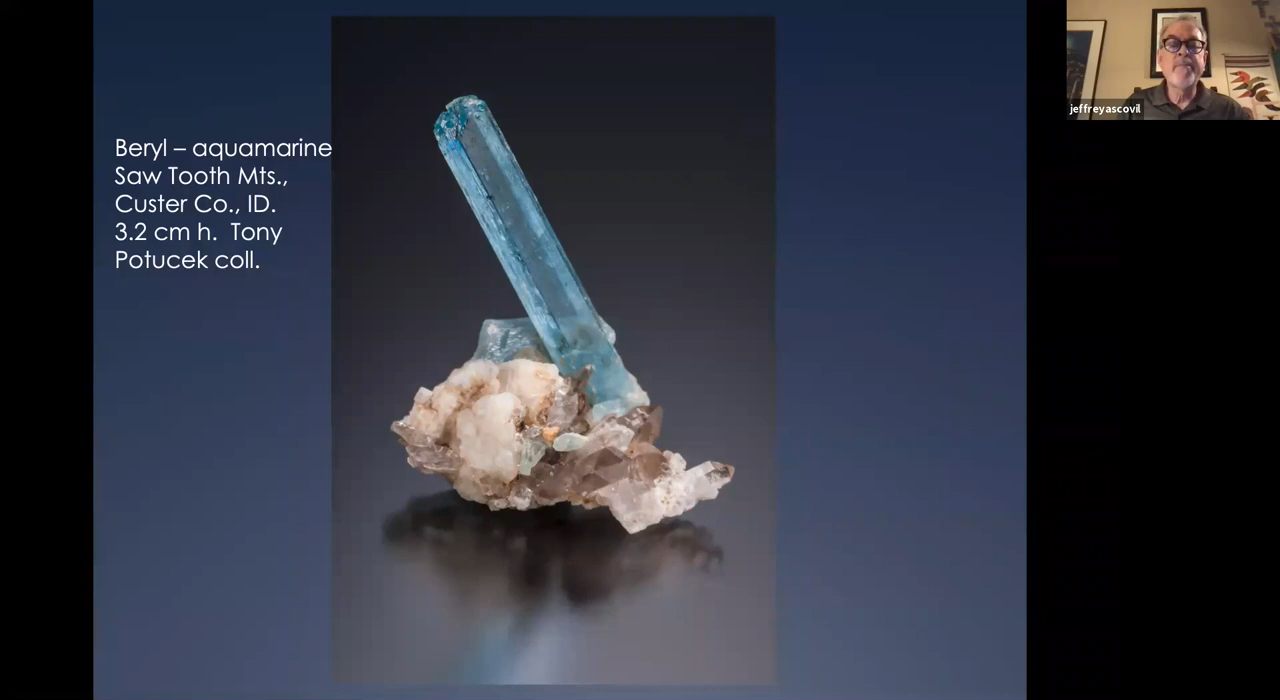 Beryl – aquamarine
Saw Tooth Mts.,
Custer Co., ID.
3.2 cm h.  Tony
Potucek coll.
jeffreyascovil